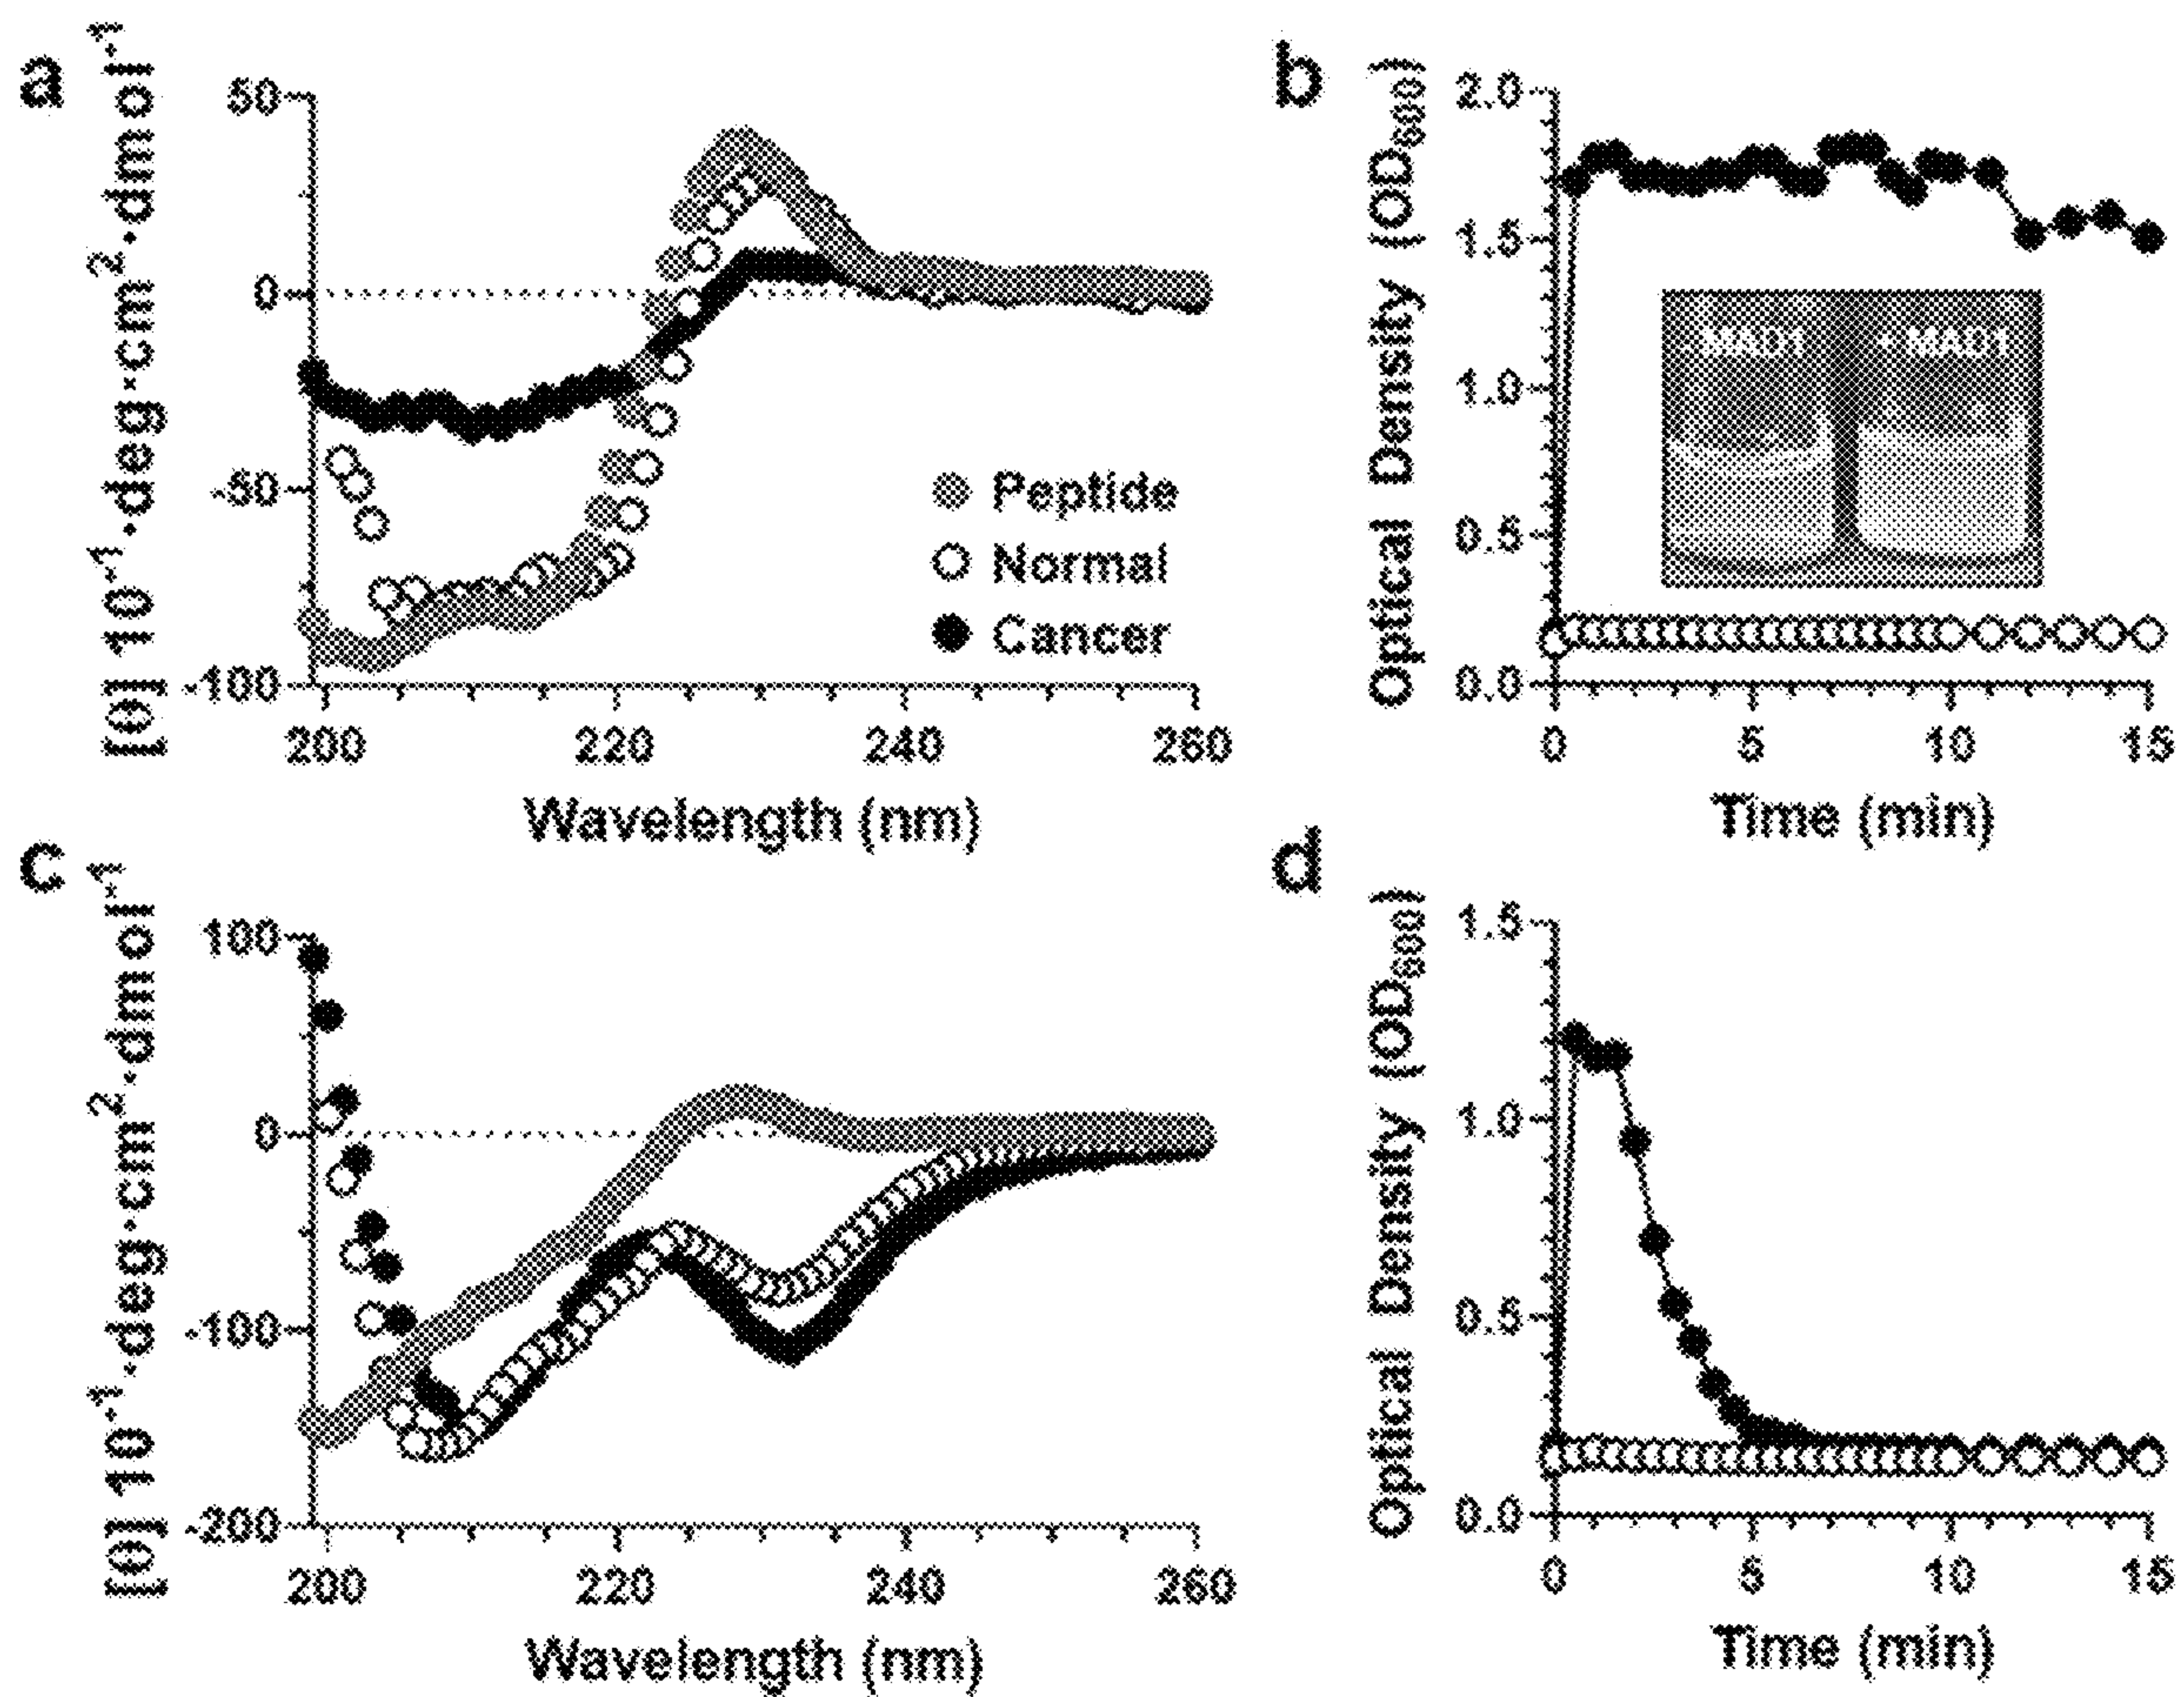 a
[θ] 10⁻¹·deg·cm²·dmol⁻¹
50
0
-50
-100
200
220
240
260
Wavelength (nm)
Peptide
Normal
Cancer
b
Optical Density (OD₆₀₀)
2.0
1.5
1.0
0.5
0.0
- MAD1
+ MAD1
0
5
10
15
Time (min)
c
[θ] 10⁻¹·deg·cm²·dmol⁻¹
100
0
-100
-200
200
220
240
260
Wavelength (nm)
d
Optical Density (OD₆₀₀)
1.5
1.0
0.5
0.0
0
5
10
15
Time (min)